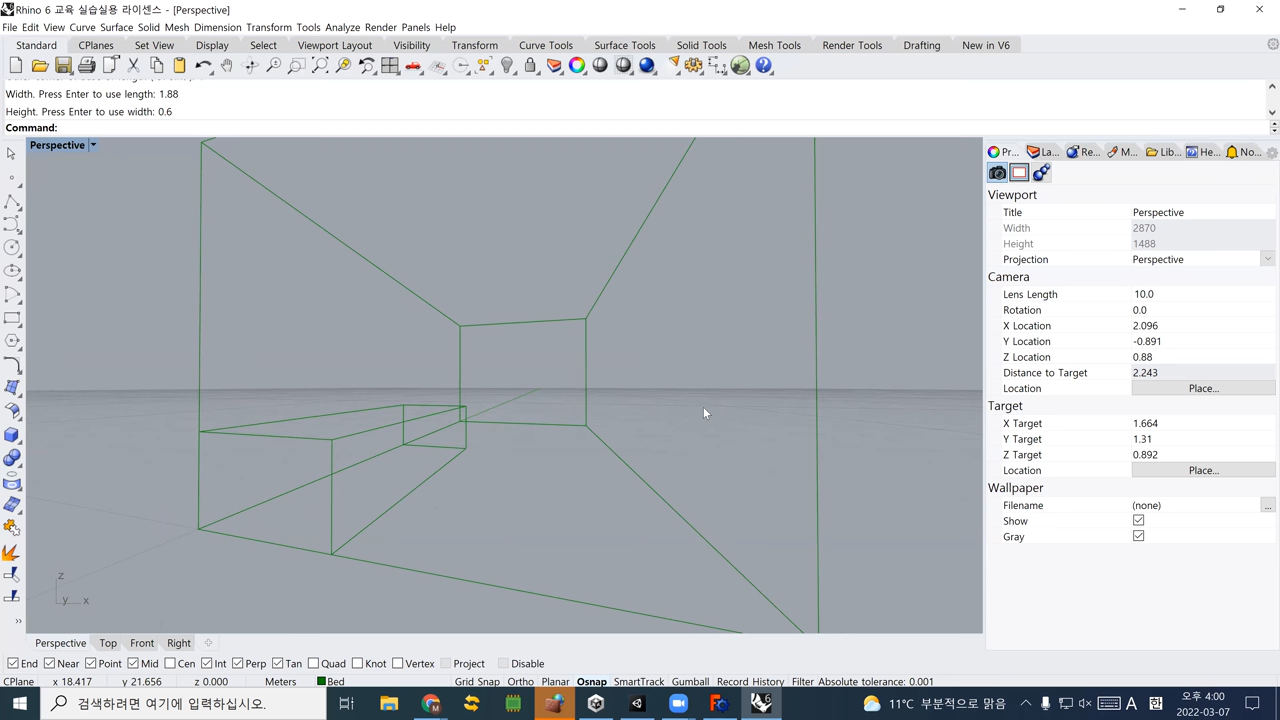 Rhino 6 교육 실습실용 라이센스 - [Perspective]
File Edit View Curve Surface Solid Mesh Dimension Transform Tools Analyze Render Panels Help
Standard CPlanes Set View Display Select Viewport Layout Visibility Transform Curve Tools Surface Tools Solid Tools Mesh Tools Render Tools Drafting New in V6
Width. Press Enter to use length: 1.88
Height. Press Enter to use width: 0.6
Command:
Perspective
Pr... La... Re... M... Lib... He... No...
Viewport
Title Perspective
Width 2870
Height 1488
Projection Perspective
Camera
Lens Length 10.0
Rotation 0.0
X Location 2.096
Y Location -0.891
Z Location 0.88
Distance to Target 2.243
Location Place...
Target
X Target 1.664
Y Target 1.31
Z Target 0.892
Location Place...
Wallpaper
Filename (none) ...
Show
Gray
z
y x
Perspective Top Front Right
End Near Point Mid Cen Int Perp Tan Quad Knot Vertex Project Disable
CPlane x 18.417 y 21.656 z 0.000 Meters Bed Grid Snap Ortho Planar Osnap SmartTrack Gumball Record History Filter Absolute tolerance: 0.001
검색하려면 여기에 입력하십시오.
11°C 부분적으로 맑음 A 한 오후 4:00
2022-03-07